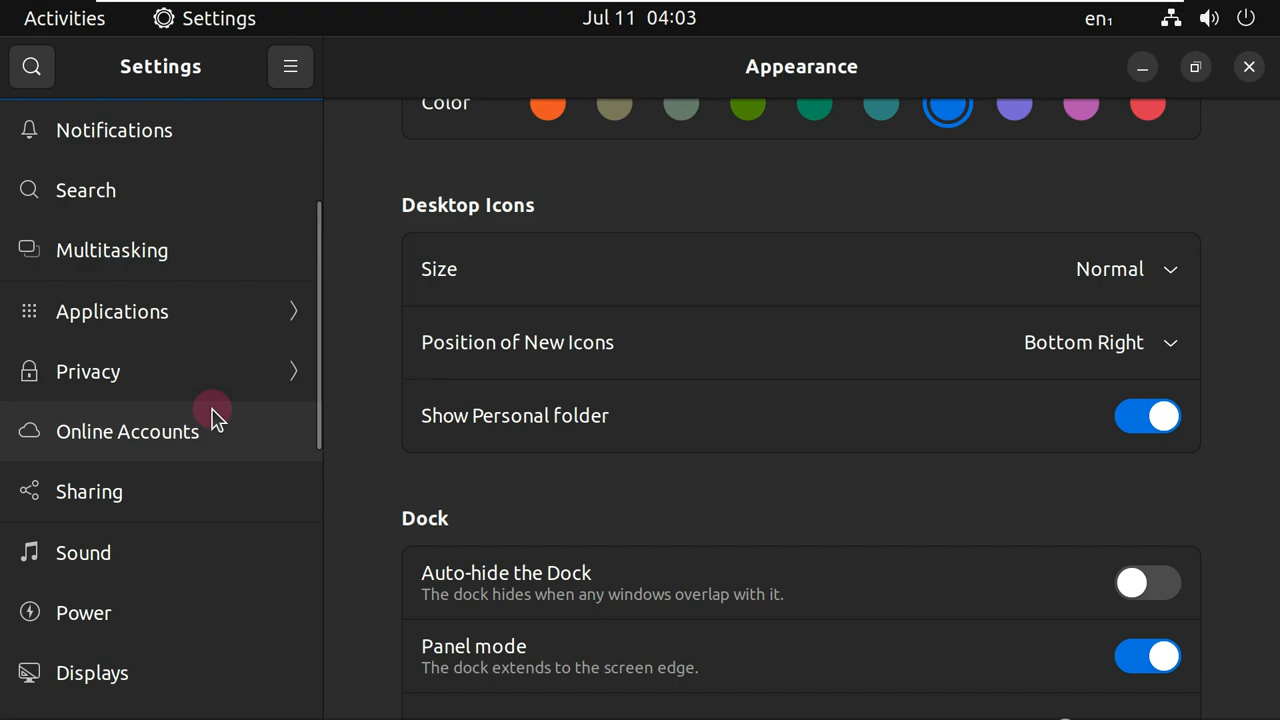 Activities Settings Jul 11 04:03 en₁
Settings
Appearance
Notifications
Search
Multitasking
Applications
Privacy
Online Accounts
Sharing
Sound
Power
Displays
Color
Desktop Icons
Size Normal
Position of New Icons Bottom Right
Show Personal folder
Dock
Auto-hide the Dock
The dock hides when any windows overlap with it.
Panel mode
The dock extends to the screen edge.